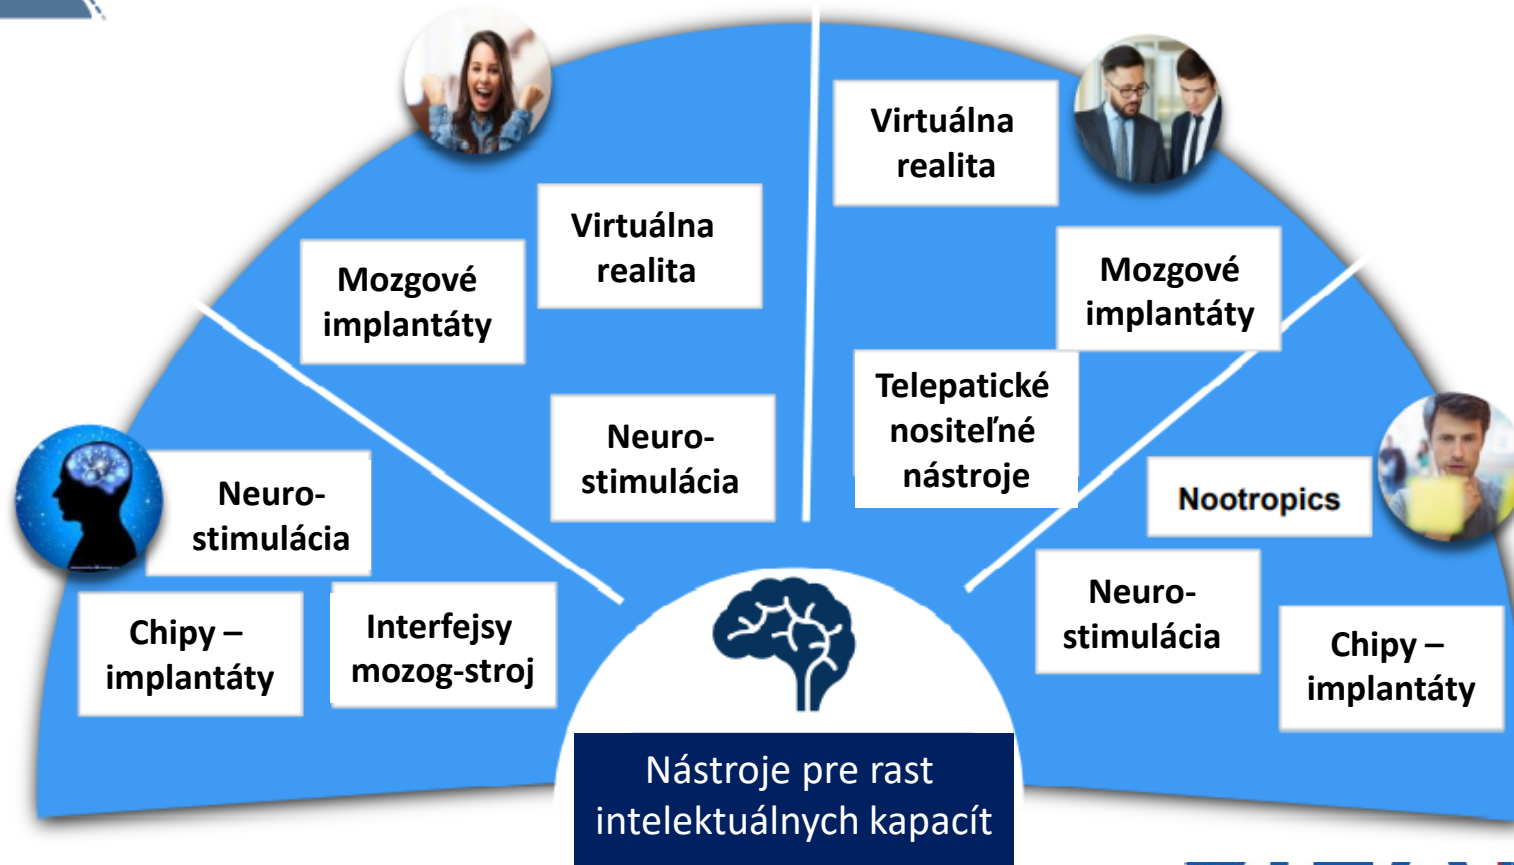 Neuro-
stimulácia
Chipy –
implantáty
Interfejsy
mozog-stroj
Mozgové
implantáty
Virtuálna
realita
Neuro-
stimulácia
Virtuálna
realita
Mozgové
implantáty
Telepatické
nositeľné
nástroje
Nootropics
Neuro-
stimulácia
Chipy –
implantáty
Nástroje pre rast
intelektuálnych kapacít